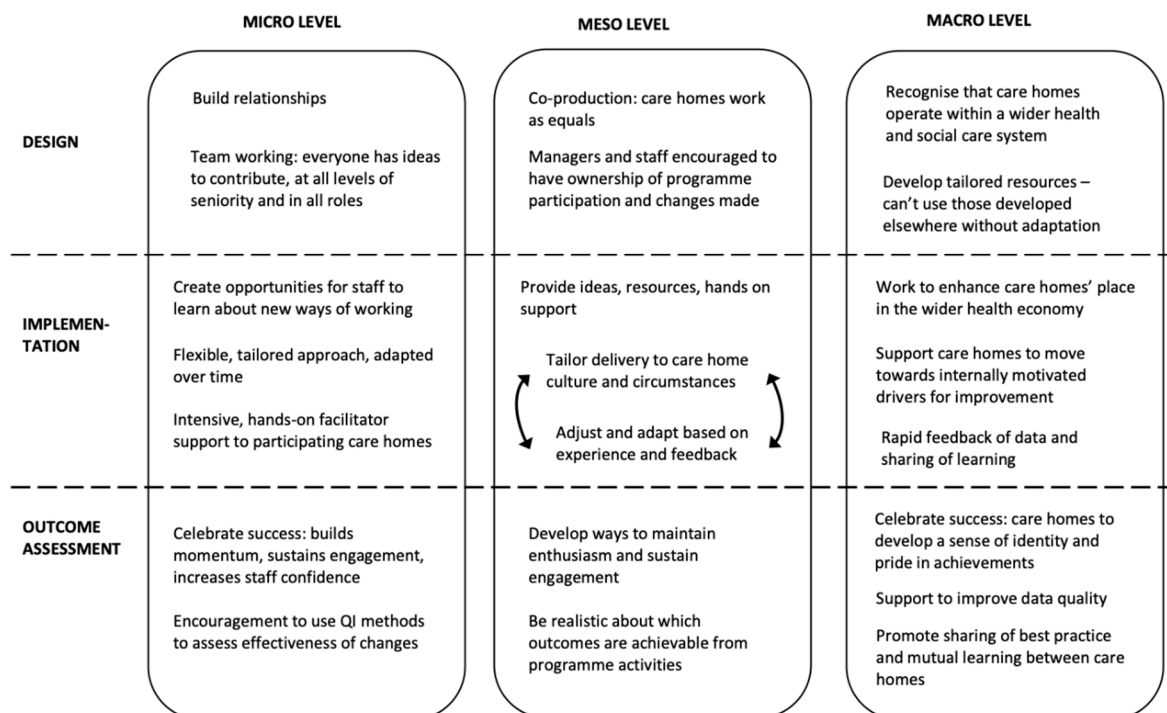 MICRO LEVEL
MESO LEVEL
MACRO LEVEL
DESIGN
Build relationships
Team working: everyone has ideas
to contribute, at all levels of
seniority and in all roles
Co-production: care homes work
as equals
Managers and staff encouraged to
have ownership of programme
participation and changes made
Recognise that care homes
operate within a wider health
and social care system
Develop tailored resources –
can't use those developed
elsewhere without adaptation
IMPLEMEN-
TATION
Create opportunities for staff to
learn about new ways of working
Flexible, tailored approach, adapted
over time
Intensive, hands-on facilitator
support to participating care homes
Provide ideas, resources, hands on
support
Tailor delivery to care home
culture and circumstances
Adjust and adapt based on
experience and feedback
Work to enhance care homes' place
in the wider health economy
Support care homes to move
towards internally motivated
drivers for improvement
Rapid feedback of data and
sharing of learning
OUTCOME
ASSESSMENT
Celebrate success: builds
momentum, sustains engagement,
increases staff confidence
Encouragement to use QI methods
to assess effectiveness of changes
Develop ways to maintain
enthusiasm and sustain
engagement
Be realistic about which
outcomes are achievable from
programme activities
Celebrate success: care homes to
develop a sense of identity and
pride in achievements
Support to improve data quality
Promote sharing of best practice
and mutual learning between care
homes